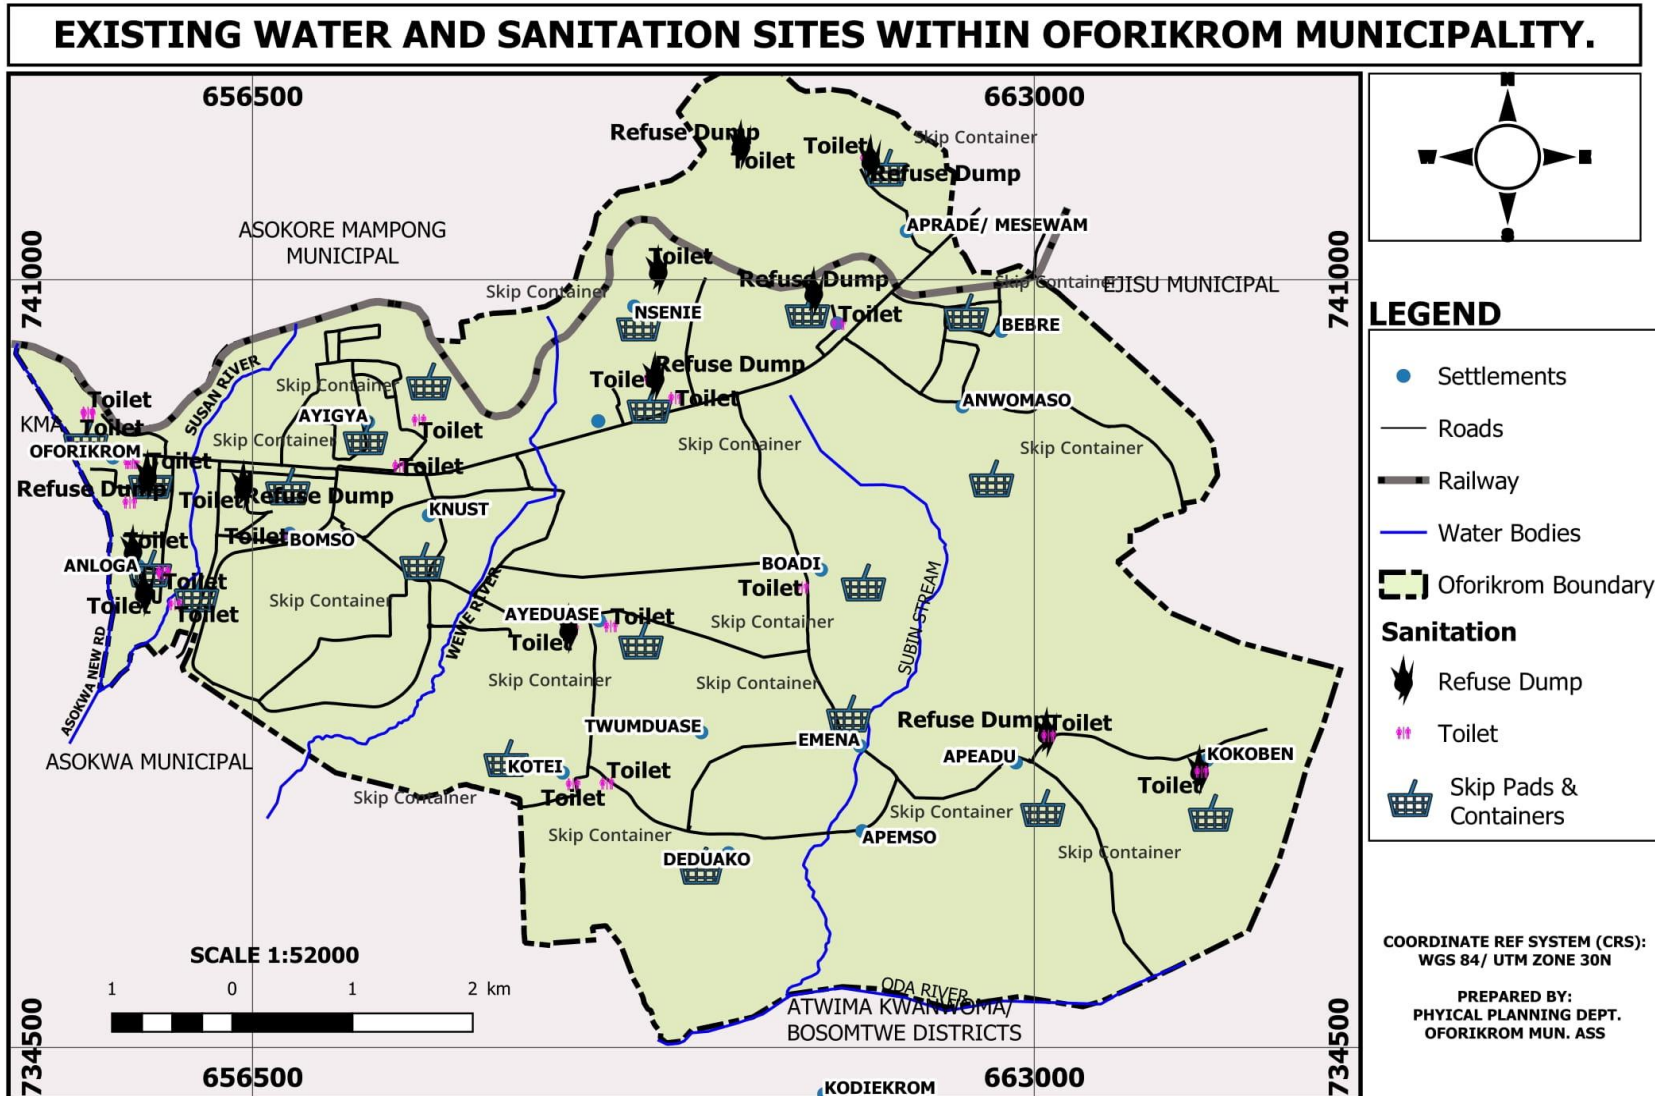 EXISTING WATER AND SANITATION SITES WITHIN OFORIKROM MUNICIPALITY.
656500
663000
Refuse Dump
Toilet
Toilet
Skip Container
Refuse Dump
APRADE/ MESEWAM
ASOKORE MAMPONG
MUNICIPAL
741000
741000
Toilet
Refuse Dump
Skip Container
EJISU MUNICIPAL
Skip Container
NSENIE
Toilet
BEBRE
SUSAN RIVER
Refuse Dump
Toilet
Toilet
Skip Container
Toilet
KMA
Toilet
AYIGYA
Toilet
ANWOMASO
Skip Container
Skip Container
Skip Container
OFORIKROM
Toilet
Toilet
Refuse Dump
Toilet
Refuse Dump
KNUST
Toilet
BOMSO
Toilet
ANLOGA
Toilet
Toilet
Toilet
Skip Container
WEWE RIVER
BOADI
Toilet
SUBIN STREAM
AYEDUASE
Toilet
Toilet
Skip Container
Skip Container
Skip Container
ASOKWA NEW RD
TWUMDUASE
EMENA
Refuse Dump
Toilet
APEADU
KOKOBEN
Toilet
ASOKWA MUNICIPAL
KOTEI
Toilet
Toilet
Skip Container
Skip Container
Skip Container
APEMSO
DEDUAKO
Skip Container
SCALE 1:52000
1 0 1 2 km
ODA RIVER
ATWIMA KWANWOMA/
BOSOMTWE DISTRICTS
734500
734500
656500
663000
KODIEKROM
N
W
E
S
LEGEND
Settlements
Roads
Railway
Water Bodies
Oforikrom Boundary
Sanitation
Refuse Dump
Toilet
Skip Pads &
Containers
COORDINATE REF SYSTEM (CRS):
WGS 84/ UTM ZONE 30N
PREPARED BY:
PHYICAL PLANNING DEPT.
OFORIKROM MUN. ASS